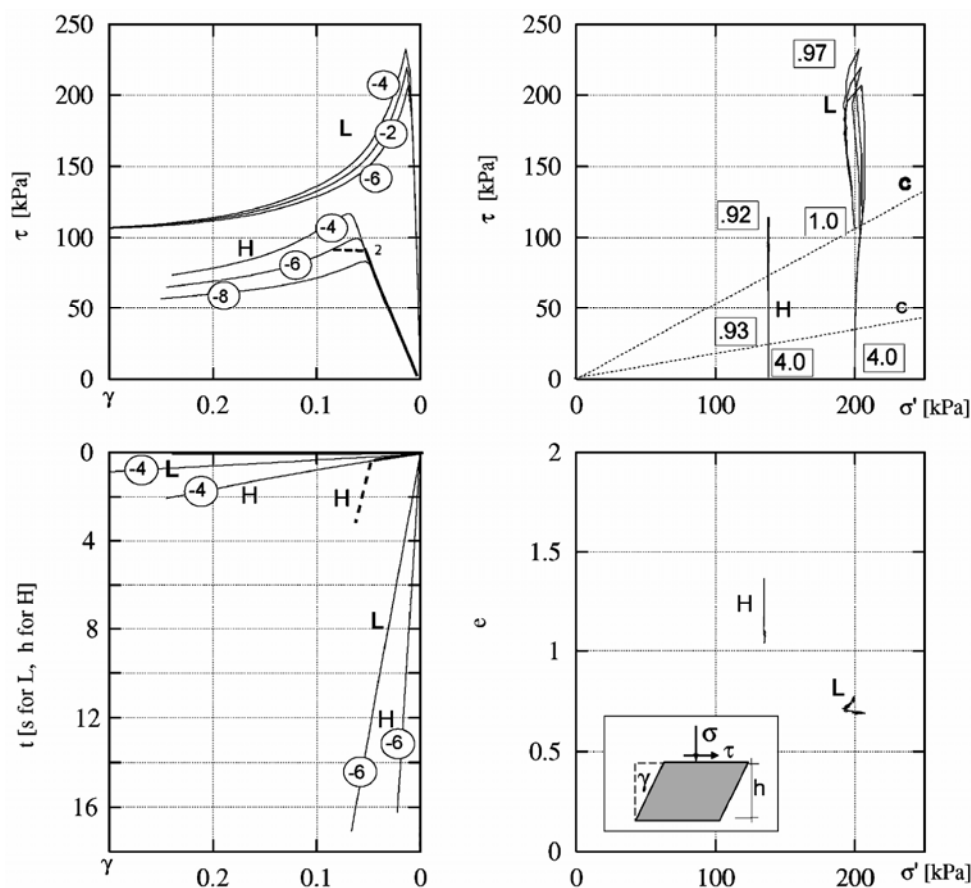 250
200
150
100
50
0
τ [kPa]
-4
L
-2
-6
-4
H
2
-6
-8
γ 0.2 0.1 0
250
200
150
100
50
0
τ [kPa]
.97
L
c
.92
1.0
H
c
.93
4.0
4.0
0 100 200 σ' [kPa]
0
4
8
12
16
t [s for L, h for H]
-4
L
-4
H
H
L
H
-6
-6
γ 0.2 0.1 0
2
1.5
1
0.5
0
e
H
L
σ
τ
γ
h
0 100 200 σ' [kPa]